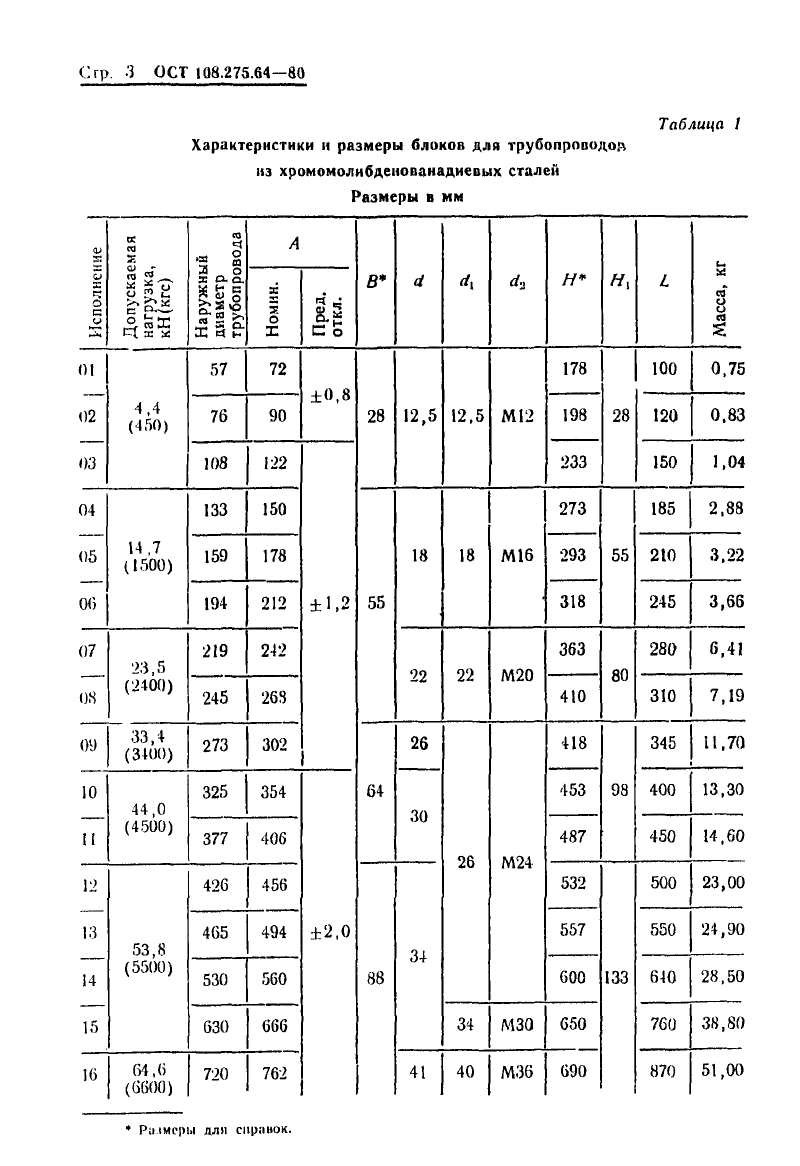 Стр. 3 ОСТ 108.275.64—80
Таблица 1
Характеристики и размеры блоков для трубопроводов
из хромомолибденованадиевых сталей
Размеры в мм
Исполнение | Допускаемая нагрузка, кН(кгс) | Наружный диаметр трубопровода | A Номин. | A Пред. откл. | B* | d | d₁ | d₂ | H* | H₁ | L | Масса, кг
01 | 4,4 (450) | 57 | 72 | ±0,8 | 28 | 12,5 | 12,5 | М12 | 178 | 28 | 100 | 0,75
02 | 76 | 90 | 198 | 120 | 0,83
03 | 108 | 122 | ±1,2 | 233 | 150 | 1,04
04 | 14,7 (1500) | 133 | 150 | 55 | 18 | 18 | М16 | 273 | 55 | 185 | 2,88
05 | 159 | 178 | 293 | 210 | 3,22
06 | 194 | 212 | 318 | 245 | 3,66
07 | 23,5 (2400) | 219 | 242 | 22 | 22 | М20 | 363 | 80 | 280 | 6,41
08 | 245 | 268 | 410 | 310 | 7,19
09 | 33,4 (3400) | 273 | 302 | 64 | 26 | 26 | М24 | 418 | 98 | 345 | 11,70
10 | 44,0 (4500) | 325 | 354 | ±2,0 | 30 | 453 | 400 | 13,30
11 | 377 | 406 | 487 | 450 | 14,60
12 | 53,8 (5500) | 426 | 456 | 88 | 34 | 532 | 133 | 500 | 23,00
13 | 465 | 494 | 557 | 550 | 24,90
14 | 530 | 560 | 600 | 640 | 28,50
15 | 630 | 666 | 34 | М30 | 650 | 760 | 38,80
16 | 64,6 (6600) | 720 | 762 | 41 | 40 | М36 | 690 | 870 | 51,00
* Размеры для справок.